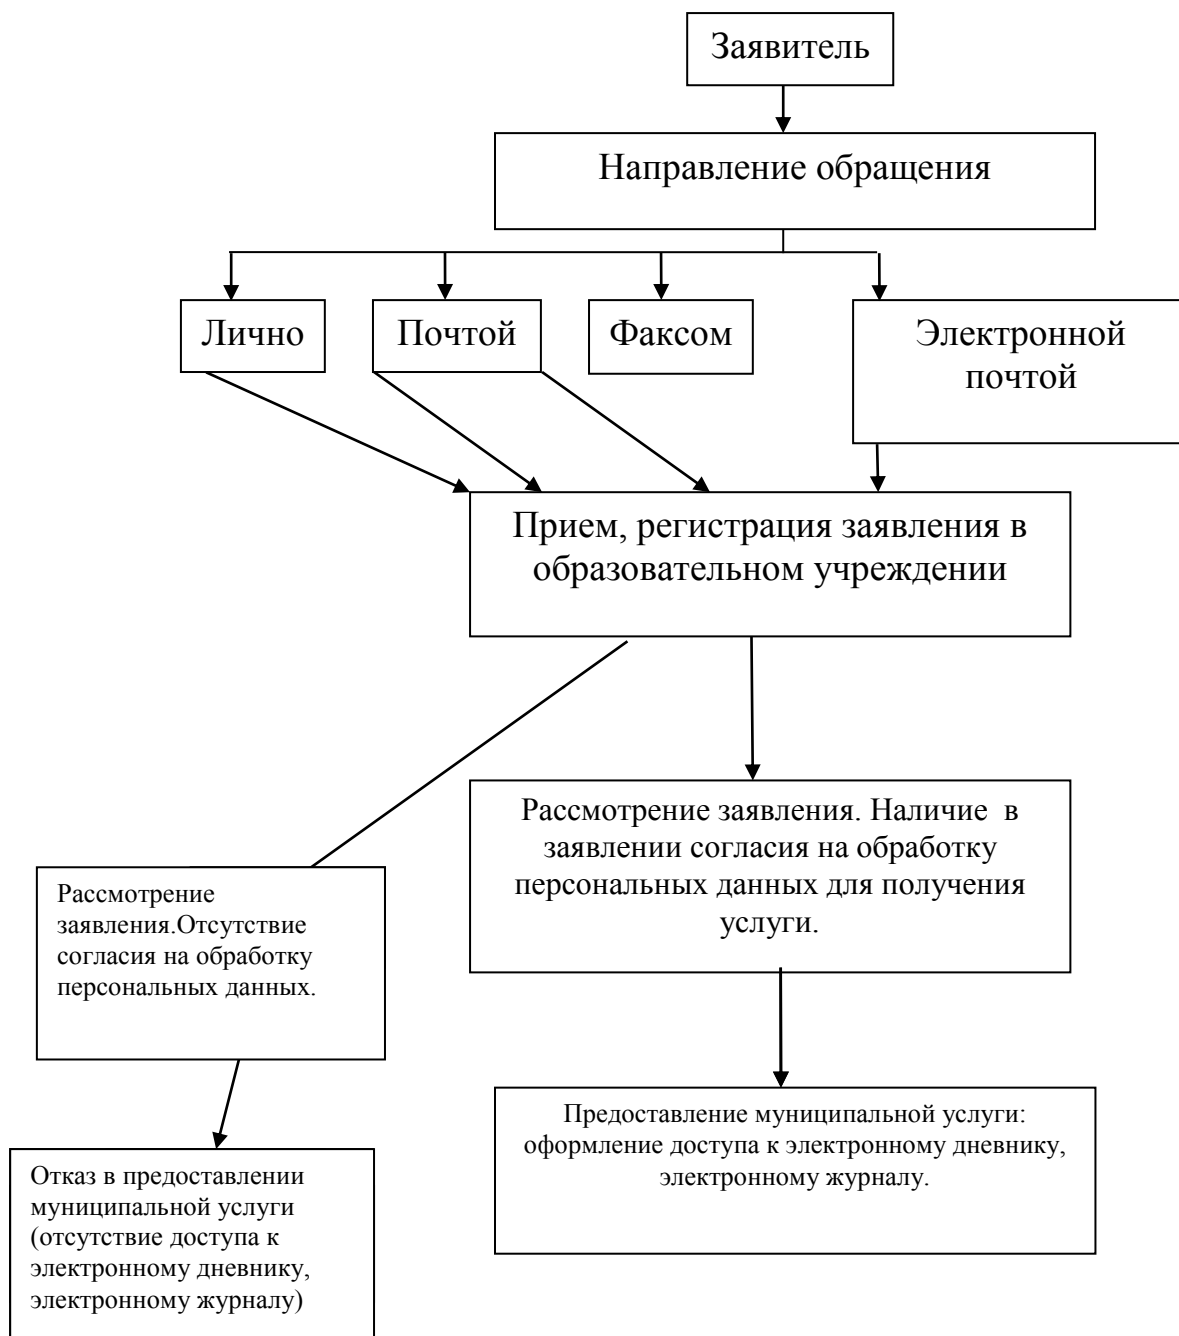 Заявитель
Направление обращения
Лично
Почтой
Факсом
Электронной
почтой
Прием, регистрация заявления в
образовательном учреждении
Рассмотрение заявления. Наличие  в
заявлении согласия на обработку
персональных данных для получения
услуги.
Рассмотрение
заявления.Отсутствие
согласия на обработку
персональных данных.
Предоставление муниципальной услуги:
оформление доступа к электронному дневнику,
электронному журналу.
Отказ в предоставлении
муниципальной услуги
(отсутствие доступа к
электронному дневнику,
электронному журналу)